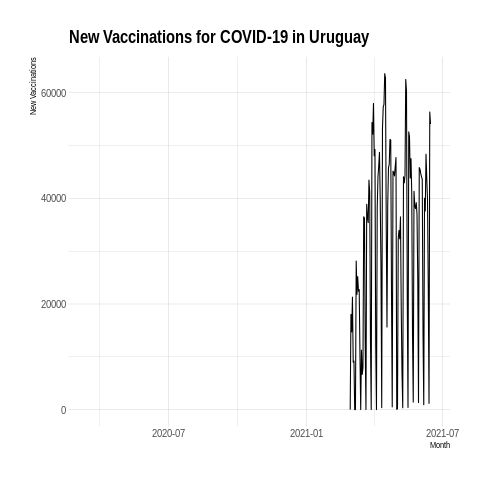 New Vaccinations for COVID-19 in Uruguay
New Vaccinations
60000
40000
20000
0
2020-07
2021-01
2021-07
Month